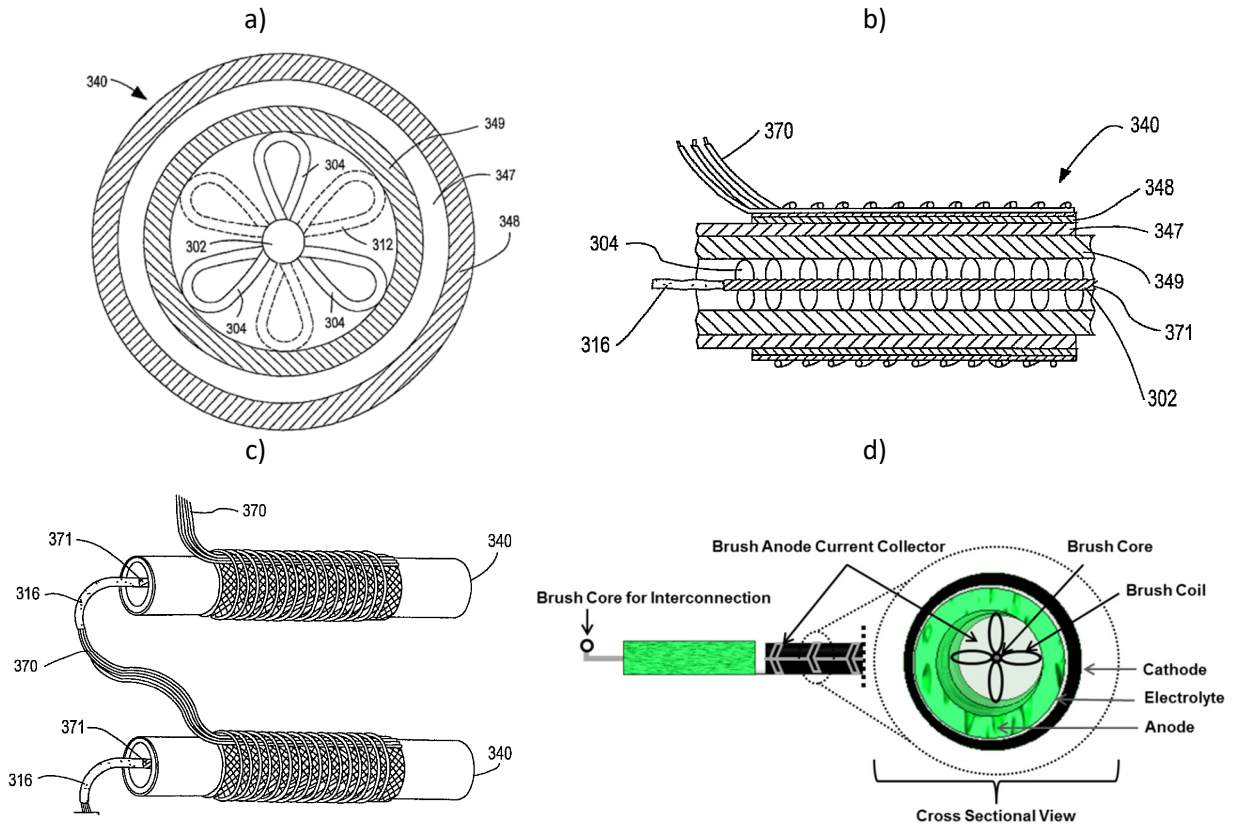 a)
340
349
347
348
304
302
312
304
304
b)
370
340
348
347
304
349
371
316
302
c)
370
371
340
316
370
371
340
316
d)
Brush Anode Current Collector
Brush Core
Brush Coil
Brush Core for Interconnection
Cathode
Electrolyte
Anode
Cross Sectional View